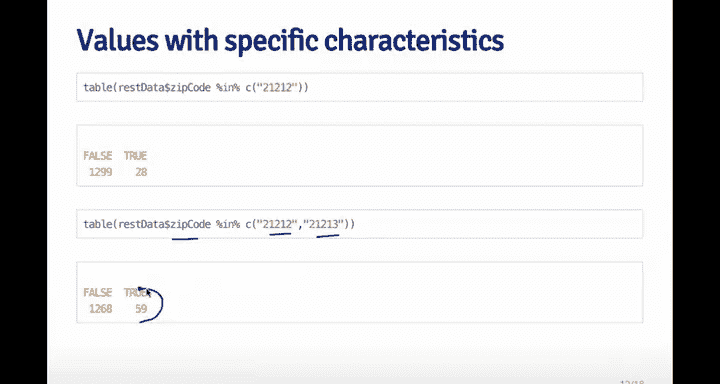 Values with specific characteristics
table(restData$zipCode %in% c("21212"))
FALSE TRUE
1299 28
table(restData$zipCode %in% c("21212","21213"))
FALSE TRUE
1268 59